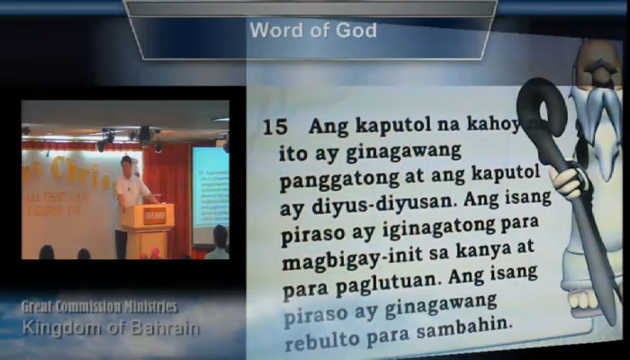 Word of God
15 Ang kaputol na kahoy
ito ay ginagawang
panggatong at ang kaputol
ay diyus-diyusan. Ang isang
piraso ay iginagatong para
magbigay-init sa kanya at
para paglutuan. Ang isang
piraso ay ginagawang
rebulto para sambahin.
Great Commission Ministries
Kingdom of Bahrain